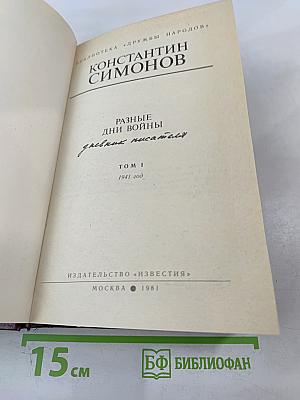 БИБЛИОТЕКА «ДРУЖБЫ НАРОДОВ»
КОНСТАНТИН
СИМОНОВ
РАЗНЫЕ
ДНИ ВОЙНЫ
дневник писателя
ТОМ I
1941 год
ИЗДАТЕЛЬСТВО «ИЗВЕСТИЯ»
МОСКВА ● 1981
15 см
БФ БИБЛИОФАН